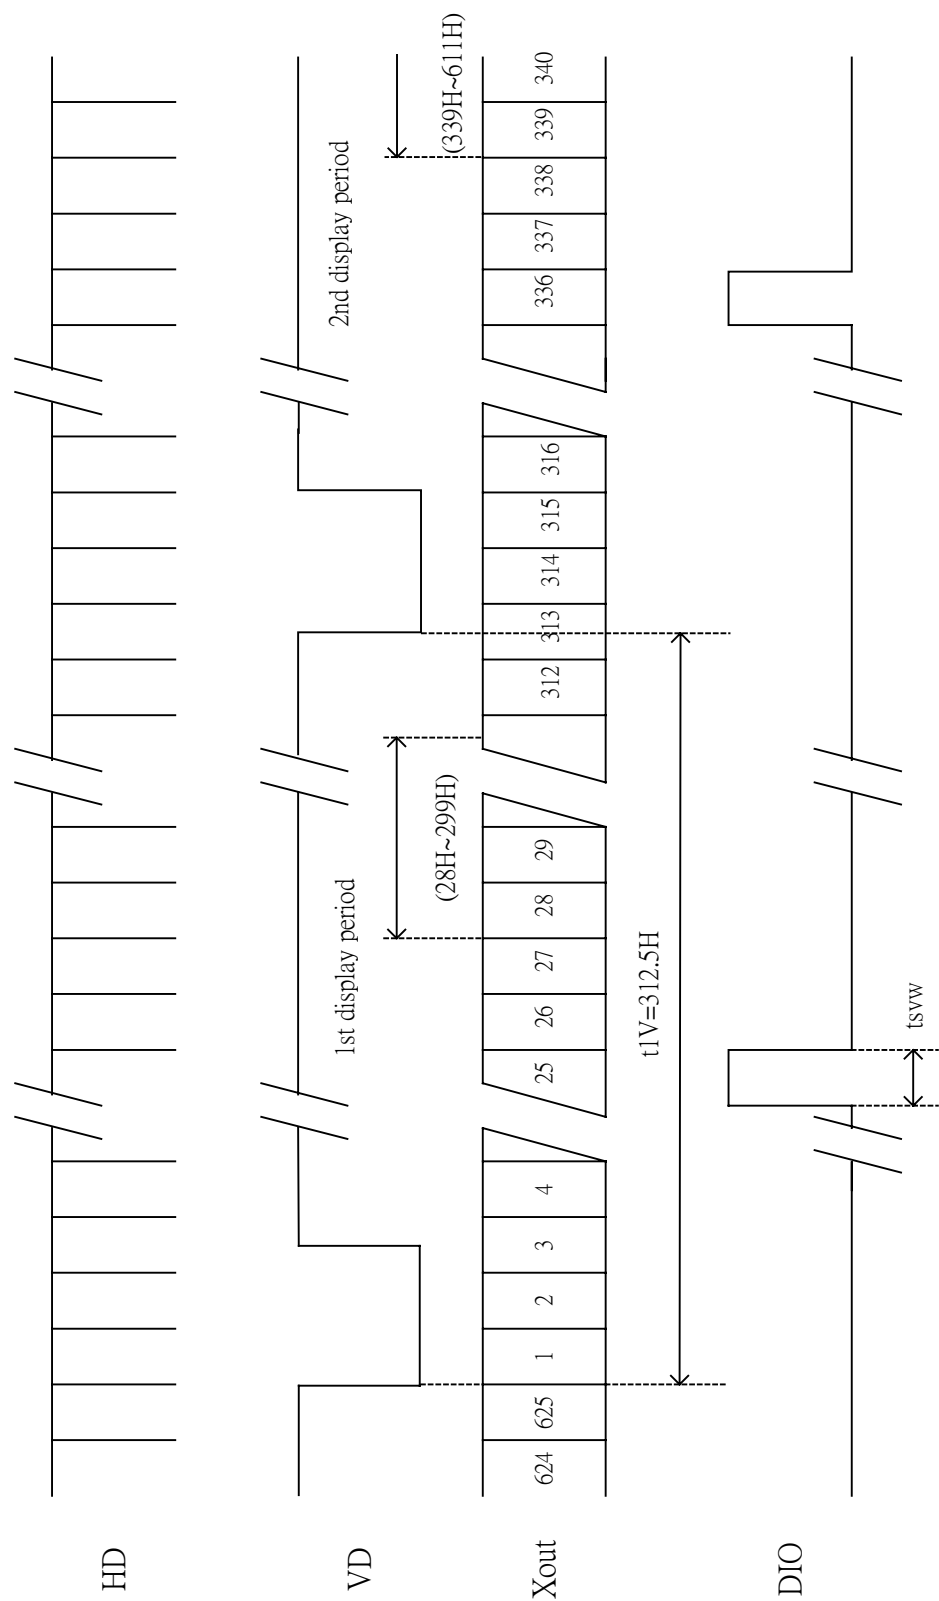 HD
VD
1st display period
2nd display period
(28H~299H)
(339H~611H)
Xout
624 625 1 2 3 4 25 26 27 28 29 312 313 314 315 316 336 337 338 339 340
t1V=312.5H
DIO
tsvw